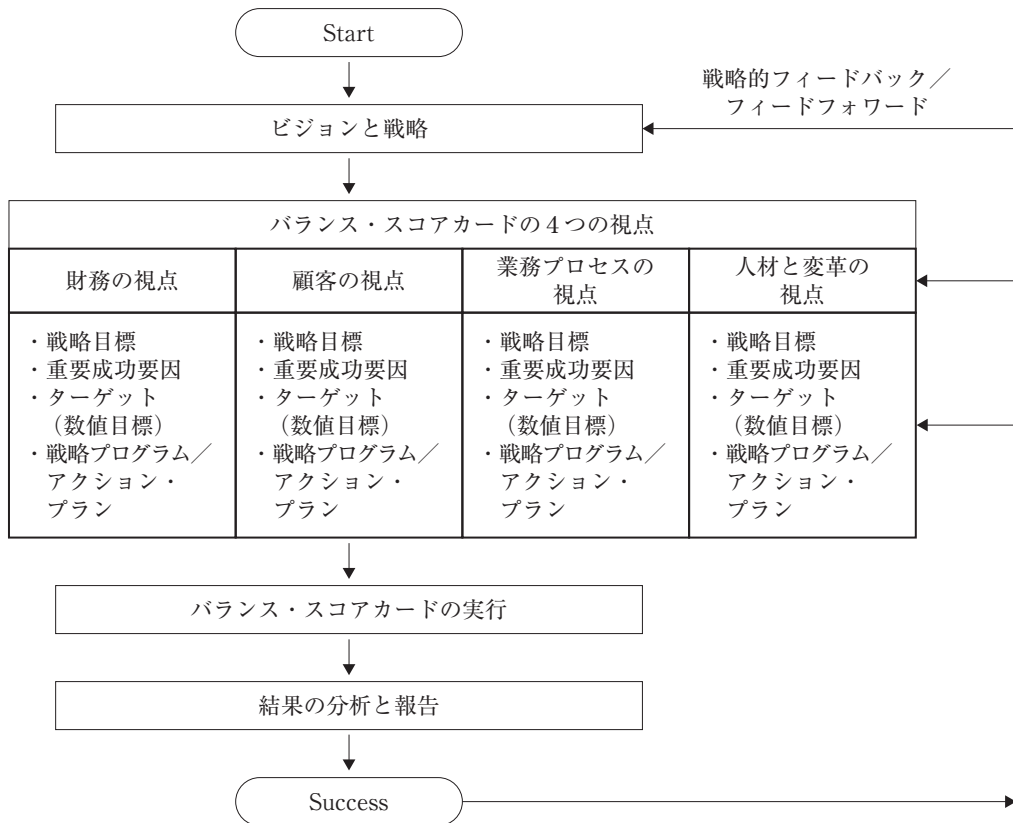 Start
戦略的フィードバック／
フィードフォワード
ビジョンと戦略
バランス・スコアカードの４つの視点
財務の視点
顧客の視点
業務プロセスの
視点
人材と変革の
視点
・戦略目標
・重要成功要因
・ターゲット
（数値目標）
・戦略プログラム／
アクション・
プラン
・戦略目標
・重要成功要因
・ターゲット
（数値目標）
・戦略プログラム／
アクション・
プラン
・戦略目標
・重要成功要因
・ターゲット
（数値目標）
・戦略プログラム／
アクション・
プラン
・戦略目標
・重要成功要因
・ターゲット
（数値目標）
・戦略プログラム／
アクション・
プラン
バランス・スコアカードの実行
結果の分析と報告
Success